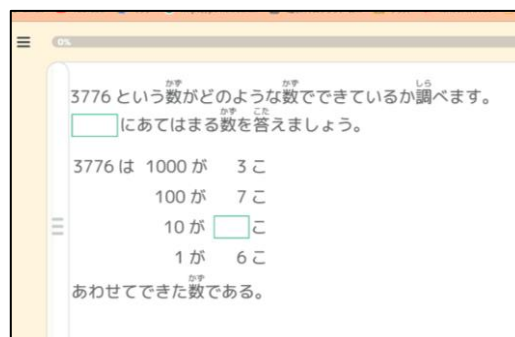 0%
3776という数がどのような数でできているか調べます。
□にあてはまる数を答えましょう。
3776は 1000が 3こ
100が 7こ
10が □こ
1が 6こ
あわせてできた数である。